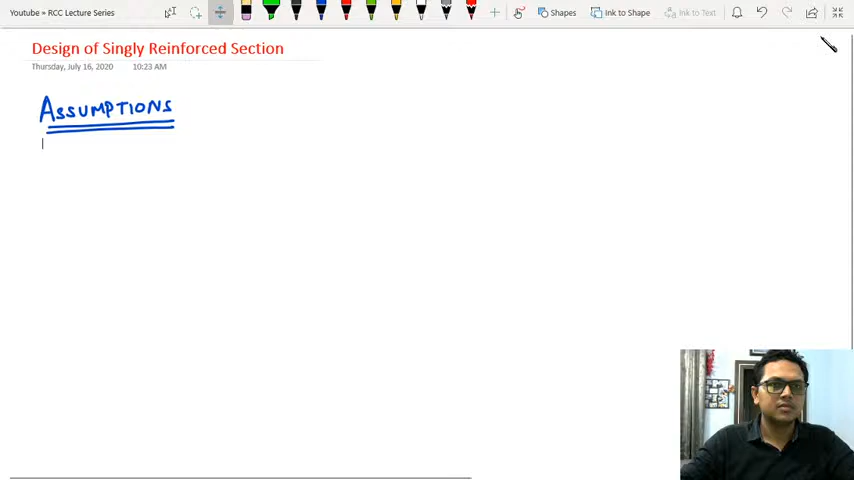 Youtube » RCC Lecture Series
Shapes
Ink to Shape
Ink to Text
Design of Singly Reinforced Section
Thursday, July 16, 2020 10:23 AM
ASSUMPTIONS